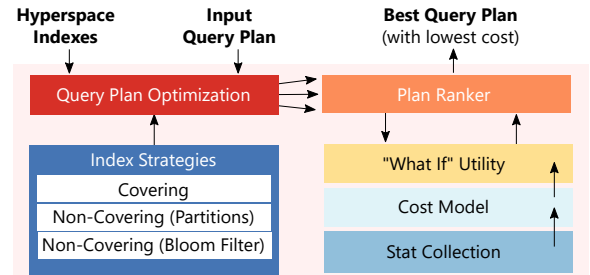 Hyperspace
Indexes
Input
Query Plan
Best Query Plan
(with lowest cost)
Query Plan Optimization
Plan Ranker
Index Strategies
Covering
Non-Covering (Partitions)
Non-Covering (Bloom Filter)
"What If" Utility
Cost Model
Stat Collection